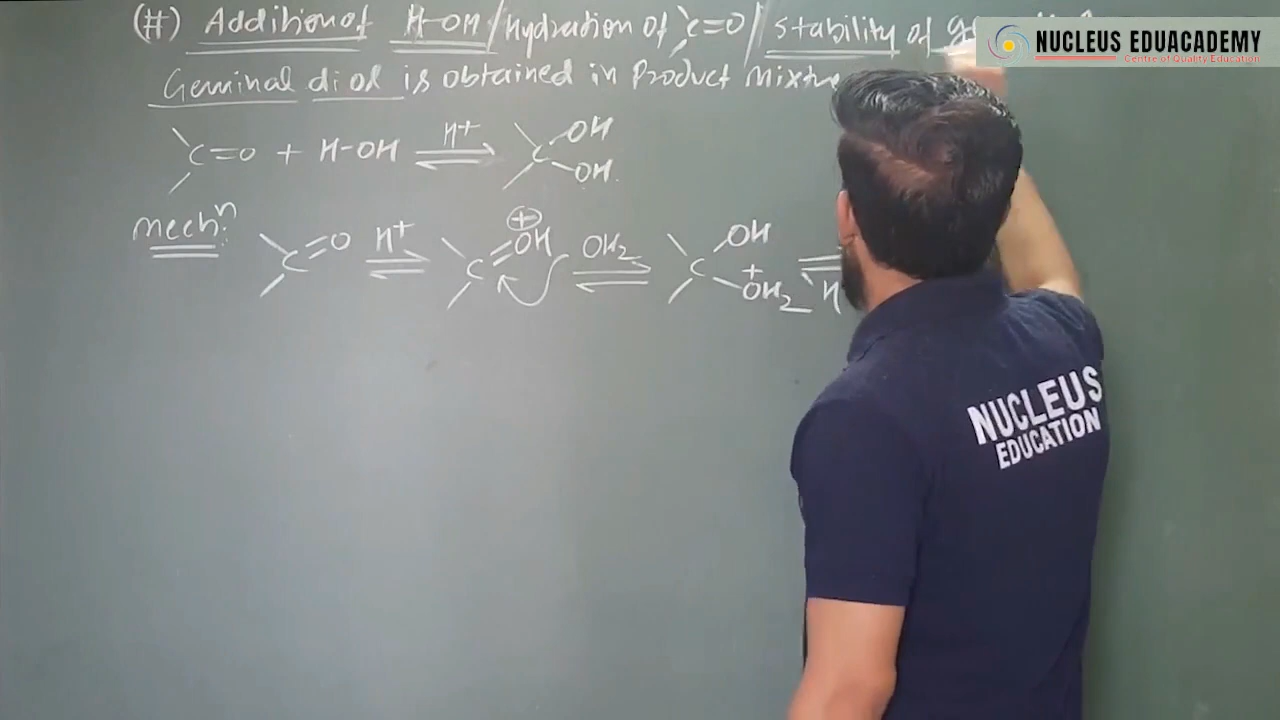 (#) Addition of H-OH / Hydration of C=O / stability of
Geminal diol is obtained in Product Mixture
C=O + H-OH H+ C OH OH.
mechn: C=O H+ C=OH + OH2 C OH +OH2 H
NUCLEUS EDUACADEMY
Centre of Quality Education
NUCLEUS
EDUCATION